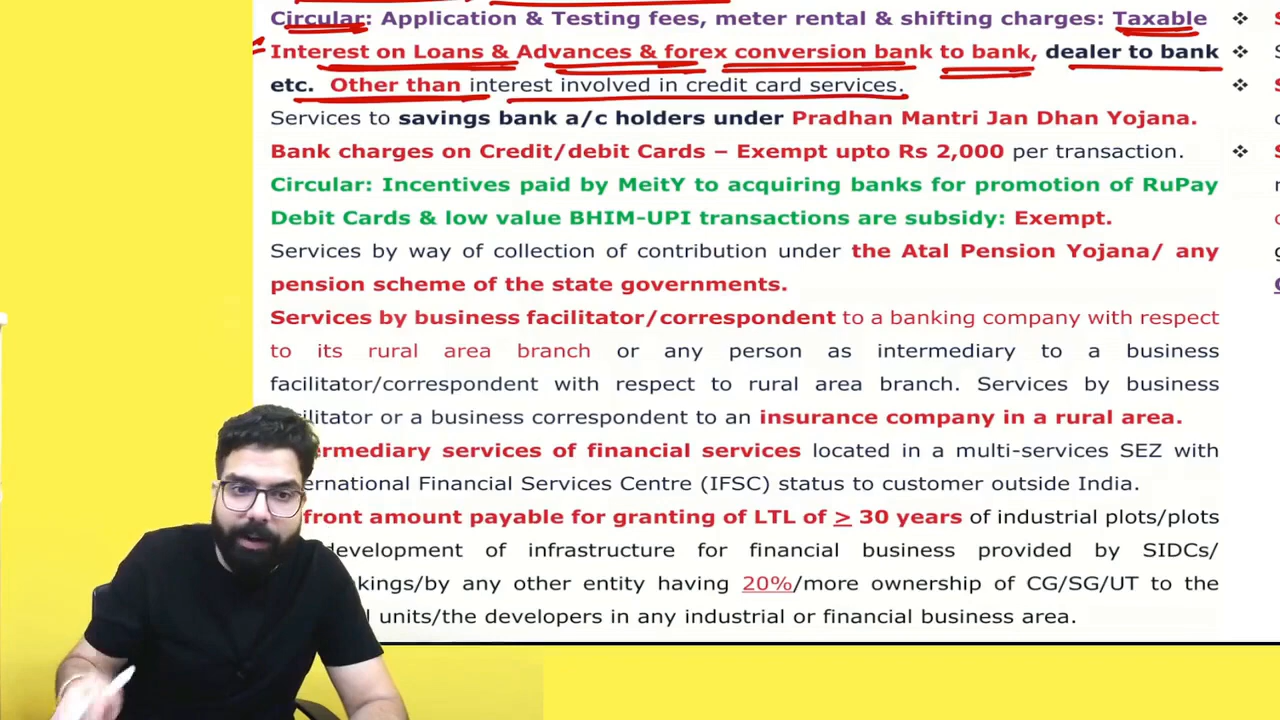 Circular: Application & Testing fees, meter rental & shifting charges: Taxable
Interest on Loans & Advances & forex conversion bank to bank, dealer to bank
etc. Other than interest involved in credit card services.
Services to savings bank a/c holders under Pradhan Mantri Jan Dhan Yojana.
Bank charges on Credit/debit Cards – Exempt upto Rs 2,000 per transaction.
Circular: Incentives paid by MeitY to acquiring banks for promotion of RuPay
Debit Cards & low value BHIM-UPI transactions are subsidy: Exempt.
Services by way of collection of contribution under the Atal Pension Yojana/ any
pension scheme of the state governments.
Services by business facilitator/correspondent to a banking company with respect
to its rural area branch or any person as intermediary to a business
facilitator/correspondent with respect to rural area branch. Services by business
or a business correspondent to an insurance company in a rural area.
services of financial services located in a multi-services SEZ with
Financial Services Centre (IFSC) status to customer outside India.
amount payable for granting of LTL of ≥ 30 years of industrial plots/plots
development of infrastructure for financial business provided by SIDCs/
by any other entity having 20%/more ownership of CG/SG/UT to the
units/the developers in any industrial or financial business area.